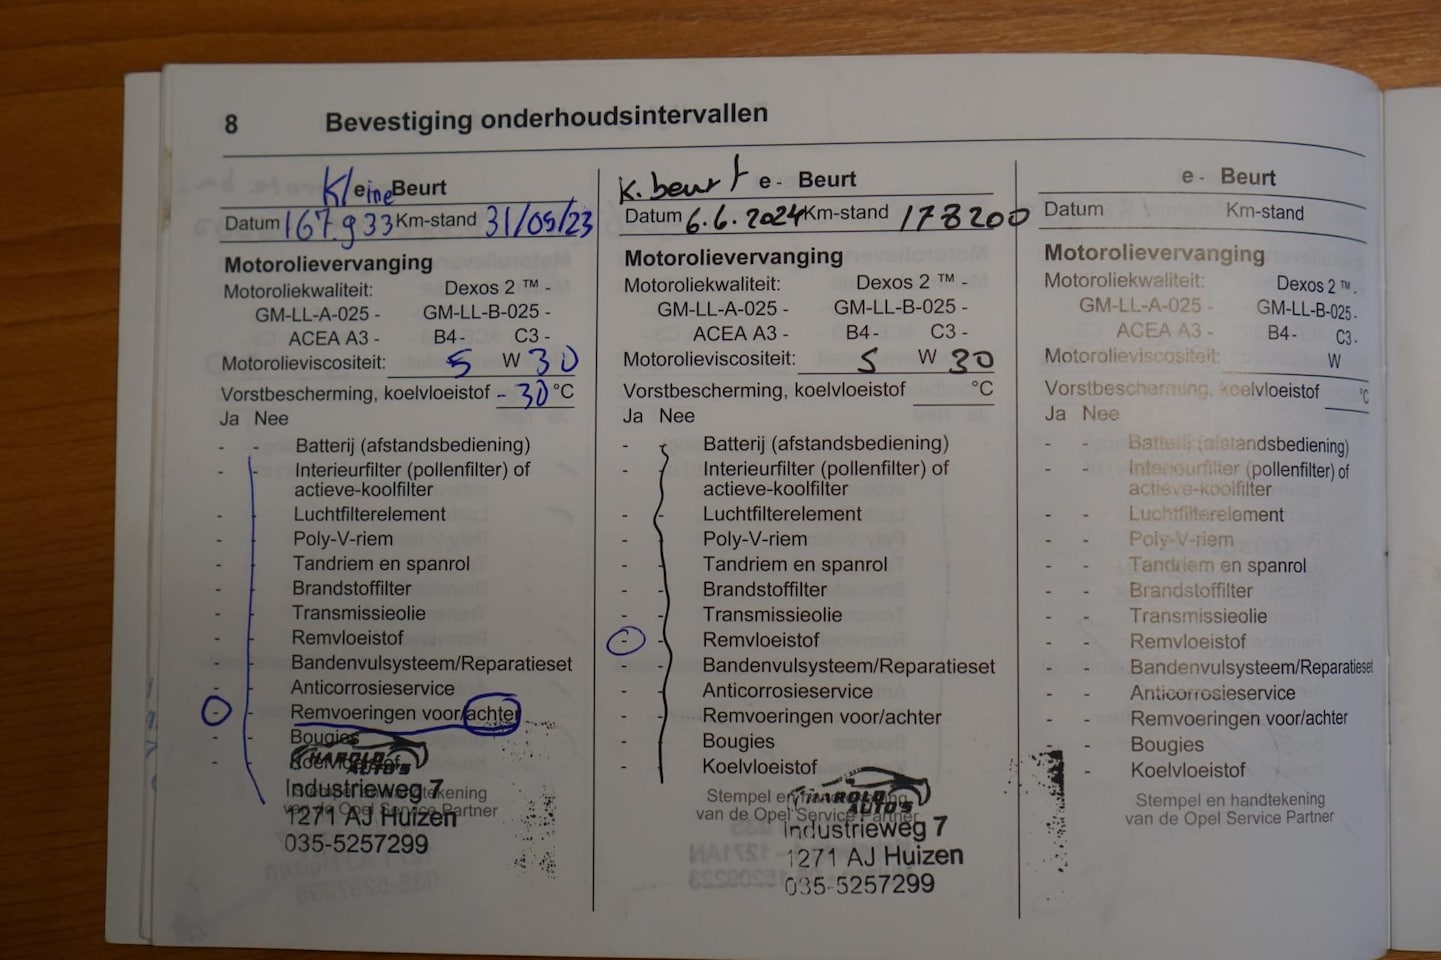 8 Bevestiging onderhoudsintervallen
Kleine Beurt
Datum 167.933 Km-stand 31/05/23
Motorolievervanging
Motoroliekwaliteit: Dexos 2 ™ -
GM-LL-A-025 - GM-LL-B-025 -
ACEA A3 - B4- C3 -
Motorolieviscositeit: 5 W 30
Vorstbescherming, koelvloeistof -30 °C
Ja Nee
- - Batterij (afstandsbediening)
- - Interieurfilter (pollenfilter) of
actieve-koolfilter
- - Luchtfilterelement
- - Poly-V-riem
- - Tandriem en spanrol
- - Brandstoffilter
- - Transmissieolie
- - Remvloeistof
- - Bandenvulsysteem/Reparatieset
- - Anticorrosieservice
- - Remvoeringen voor/achter
- - Bougies
- - Koelvloeistof
Stempel en handtekening
van de Opel Service Partner
HAROLD
AUTO'S
Industrieweg 7
1271 AJ Huizen
035-5257299
K. beurt e - Beurt
Datum 6.6.2024 Km-stand 178200
Motorolievervanging
Motoroliekwaliteit: Dexos 2 ™ -
GM-LL-A-025 - GM-LL-B-025 -
ACEA A3 - B4- C3 -
Motorolieviscositeit: 5 W 30
Vorstbescherming, koelvloeistof °C
Ja Nee
- - Batterij (afstandsbediening)
- - Interieurfilter (pollenfilter) of
actieve-koolfilter
- - Luchtfilterelement
- - Poly-V-riem
- - Tandriem en spanrol
- - Brandstoffilter
- - Transmissieolie
- - Remvloeistof
- - Bandenvulsysteem/Reparatieset
- - Anticorrosieservice
- - Remvoeringen voor/achter
- - Bougies
- - Koelvloeistof
Stempel en handtekening
van de Opel Service Partner
HAROLD
AUTO'S
Industrieweg 7
1271 AJ Huizen
035-5257299
e - Beurt
Datum Km-stand
Motorolievervanging
Motoroliekwaliteit: Dexos 2 ™ -
GM-LL-A-025 - GM-LL-B-025 -
ACEA A3 - B4- C3 -
Motorolieviscositeit: W
Vorstbescherming, koelvloeistof °C
Ja Nee
- - Batterij (afstandsbediening)
- - Interieurfilter (pollenfilter) of
actieve-koolfilter
- - Luchtfilterelement
- - Poly-V-riem
- - Tandriem en spanrol
- - Brandstoffilter
- - Transmissieolie
- - Remvloeistof
- - Bandenvulsysteem/Reparatieset
- - Anticorrosieservice
- - Remvoeringen voor/achter
- - Bougies
- - Koelvloeistof
Stempel en handtekening
van de Opel Service Partner